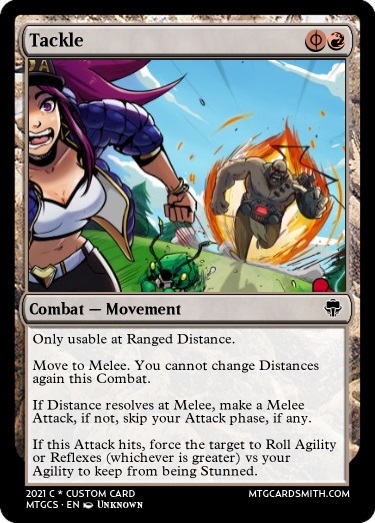 Tackle
Combat — Movement
Only usable at Ranged Distance.
Move to Melee. You cannot change Distances
again this Combat.
If Distance resolves at Melee, make a Melee
Attack, if not, skip your Attack phase, if any.
If this Attack hits, force the target to Roll Agility
or Reflexes (whichever is greater) vs your
Agility to keep from being Stunned.
2021 C * CUSTOM CARD
MTGCS • EN Unknown
MTGCARDSMITH.COM